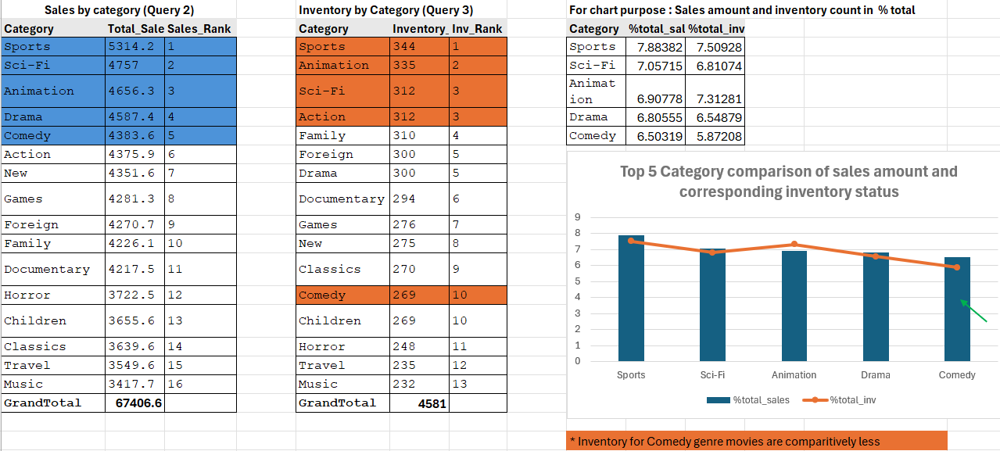 Sales by category (Query 2)
Category Total_Sale Sales_Rank
Sports 5314.2 1
Sci-Fi 4757 2
Animation 4656.3 3
Drama 4587.4 4
Comedy 4383.6 5
Action 4375.9 6
New 4351.6 7
Games 4281.3 8
Foreign 4270.7 9
Family 4226.1 10
Documentary 4217.5 11
Horror 3722.5 12
Children 3655.6 13
Classics 3639.6 14
Travel 3549.6 15
Music 3417.7 16
GrandTotal 67406.6
Inventory by Category (Query 3)
Category Inventory_ Inv_Rank
Sports 344 1
Animation 335 2
Sci-Fi 312 3
Action 312 3
Family 310 4
Foreign 300 5
Drama 300 5
Documentary 294 6
Games 276 7
New 275 8
Classics 270 9
Comedy 269 10
Children 269 10
Horror 248 11
Travel 235 12
Music 232 13
GrandTotal 4581
For chart purpose : Sales amount and inventory count in % total
Category %total_sal %total_inv
Sports 7.88382 7.50928
Sci-Fi 7.05715 6.81074
Animat
ion 6.90778 7.31281
Drama 6.80555 6.54879
Comedy 6.50319 5.87208
Top 5 Category comparison of sales amount and
corresponding inventory status
9
8
7
6
5
4
3
2
1
0
Sports Sci-Fi Animation Drama Comedy
%total_sales %total_inv
* Inventory for Comedy genre movies are comparitively less